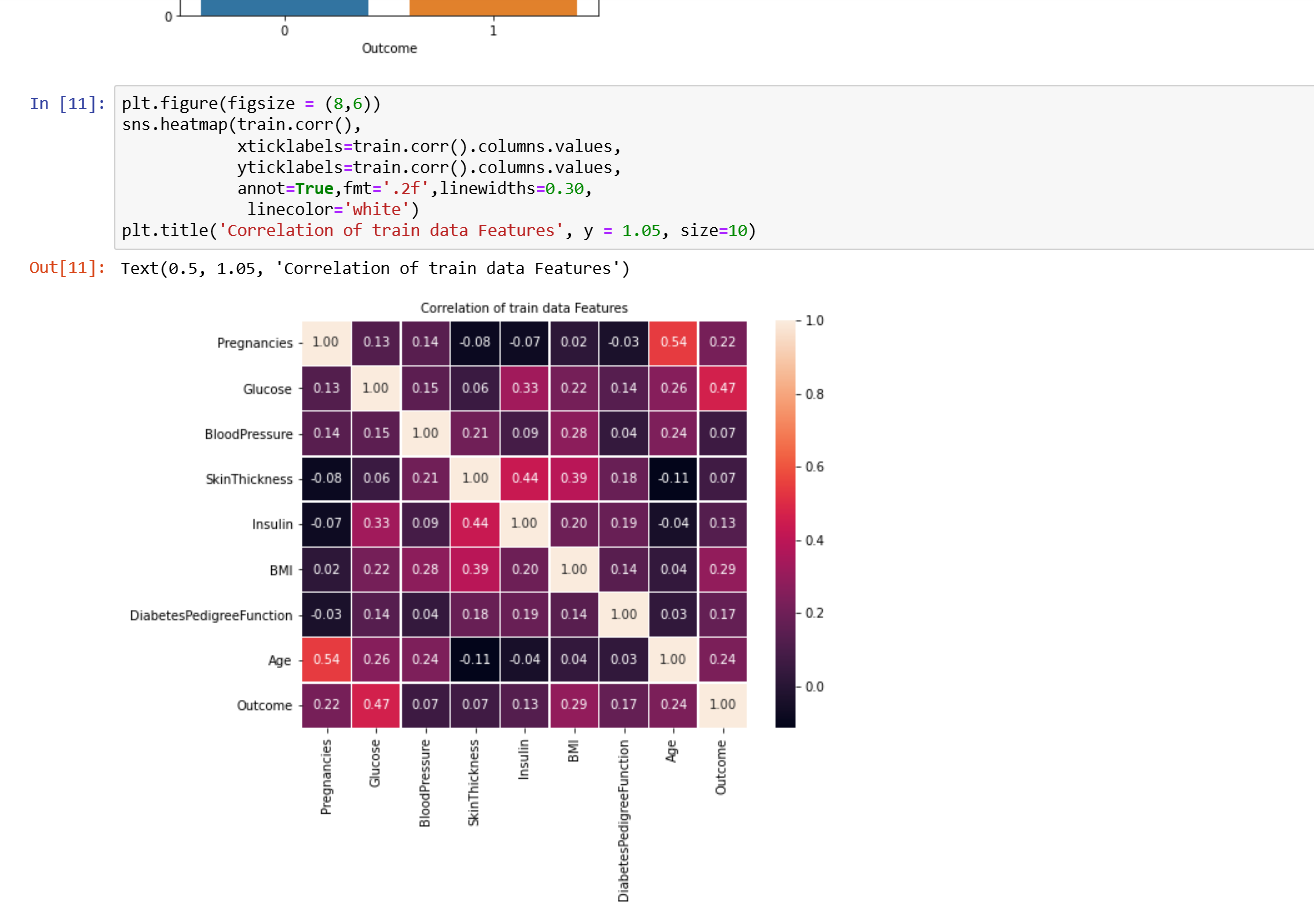 0
0 1
Outcome
In [11]: plt.figure(figsize = (8,6))
sns.heatmap(train.corr(),
xticklabels=train.corr().columns.values,
yticklabels=train.corr().columns.values,
annot=True,fmt='.2f',linewidths=0.30,
linecolor='white')
plt.title('Correlation of train data Features', y = 1.05, size=10)
Out[11]: Text(0.5, 1.05, 'Correlation of train data Features')
Correlation of train data Features
Pregnancies 1.00 0.13 0.14 -0.08 -0.07 0.02 -0.03 0.54 0.22
Glucose 0.13 1.00 0.15 0.06 0.33 0.22 0.14 0.26 0.47
BloodPressure 0.14 0.15 1.00 0.21 0.09 0.28 0.04 0.24 0.07
SkinThickness -0.08 0.06 0.21 1.00 0.44 0.39 0.18 -0.11 0.07
Insulin -0.07 0.33 0.09 0.44 1.00 0.20 0.19 -0.04 0.13
BMI 0.02 0.22 0.28 0.39 0.20 1.00 0.14 0.04 0.29
DiabetesPedigreeFunction -0.03 0.14 0.04 0.18 0.19 0.14 1.00 0.03 0.17
Age 0.54 0.26 0.24 -0.11 -0.04 0.04 0.03 1.00 0.24
Outcome 0.22 0.47 0.07 0.07 0.13 0.29 0.17 0.24 1.00
Pregnancies
Glucose
BloodPressure
SkinThickness
Insulin
BMI
DiabetesPedigreeFunction
Age
Outcome
1.0
0.8
0.6
0.4
0.2
0.0